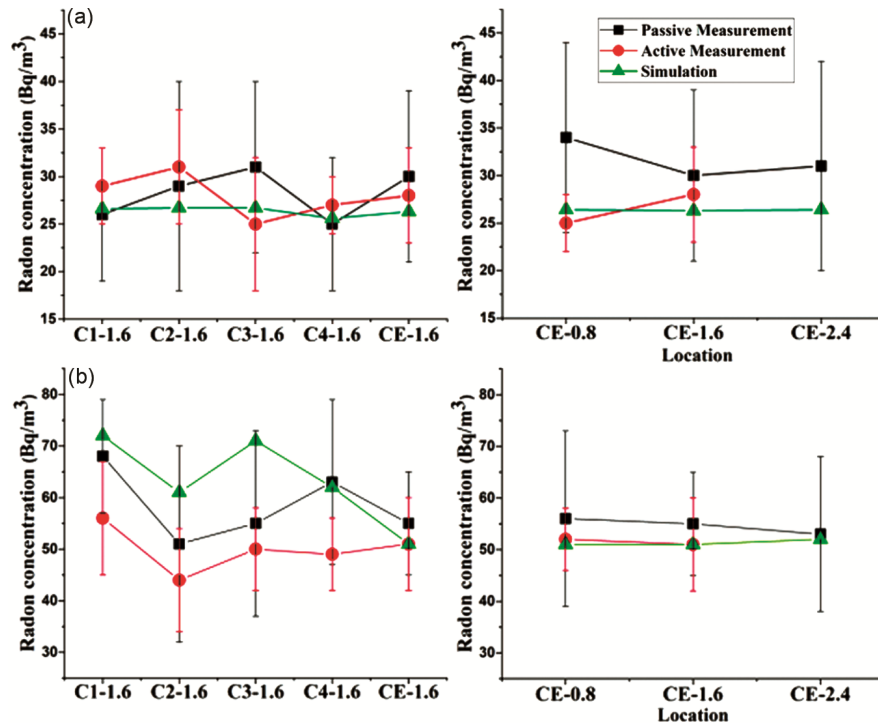 (a)
Radon concentration (Bq/m³)
45
40
35
30
25
20
15
C1-1.6 C2-1.6 C3-1.6 C4-1.6 CE-1.6
Radon concentration (Bq/m³)
45
40
35
30
25
20
15
Passive Measurement
Active Measurement
Simulation
CE-0.8 CE-1.6 CE-2.4
Location
(b)
Radon concentration (Bq/m³)
80
70
60
50
40
30
C1-1.6 C2-1.6 C3-1.6 C4-1.6 CE-1.6
Radon concentration (Bq/m³)
80
70
60
50
40
30
CE-0.8 CE-1.6 CE-2.4
Location